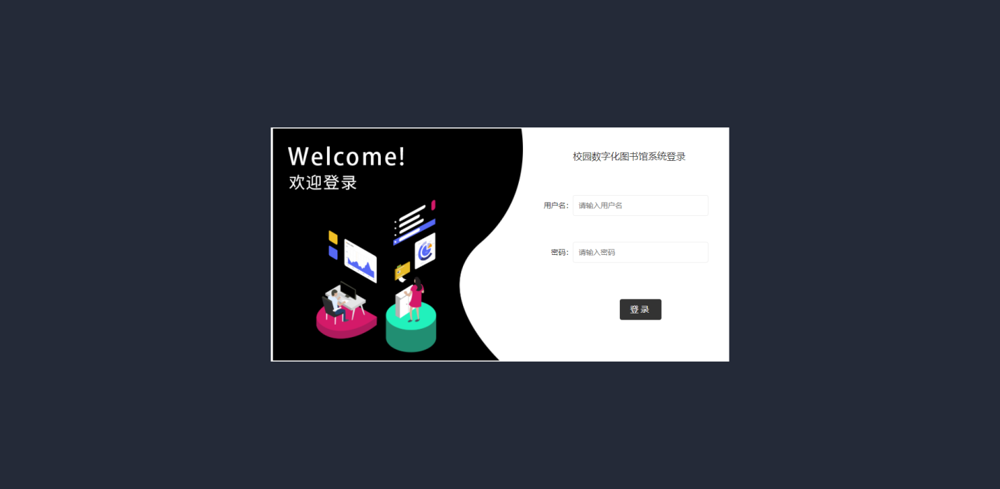 Welcome!
欢迎登录
校园数字化图书馆系统登录
用户名：
请输入用户名
密码：
请输入密码
登录